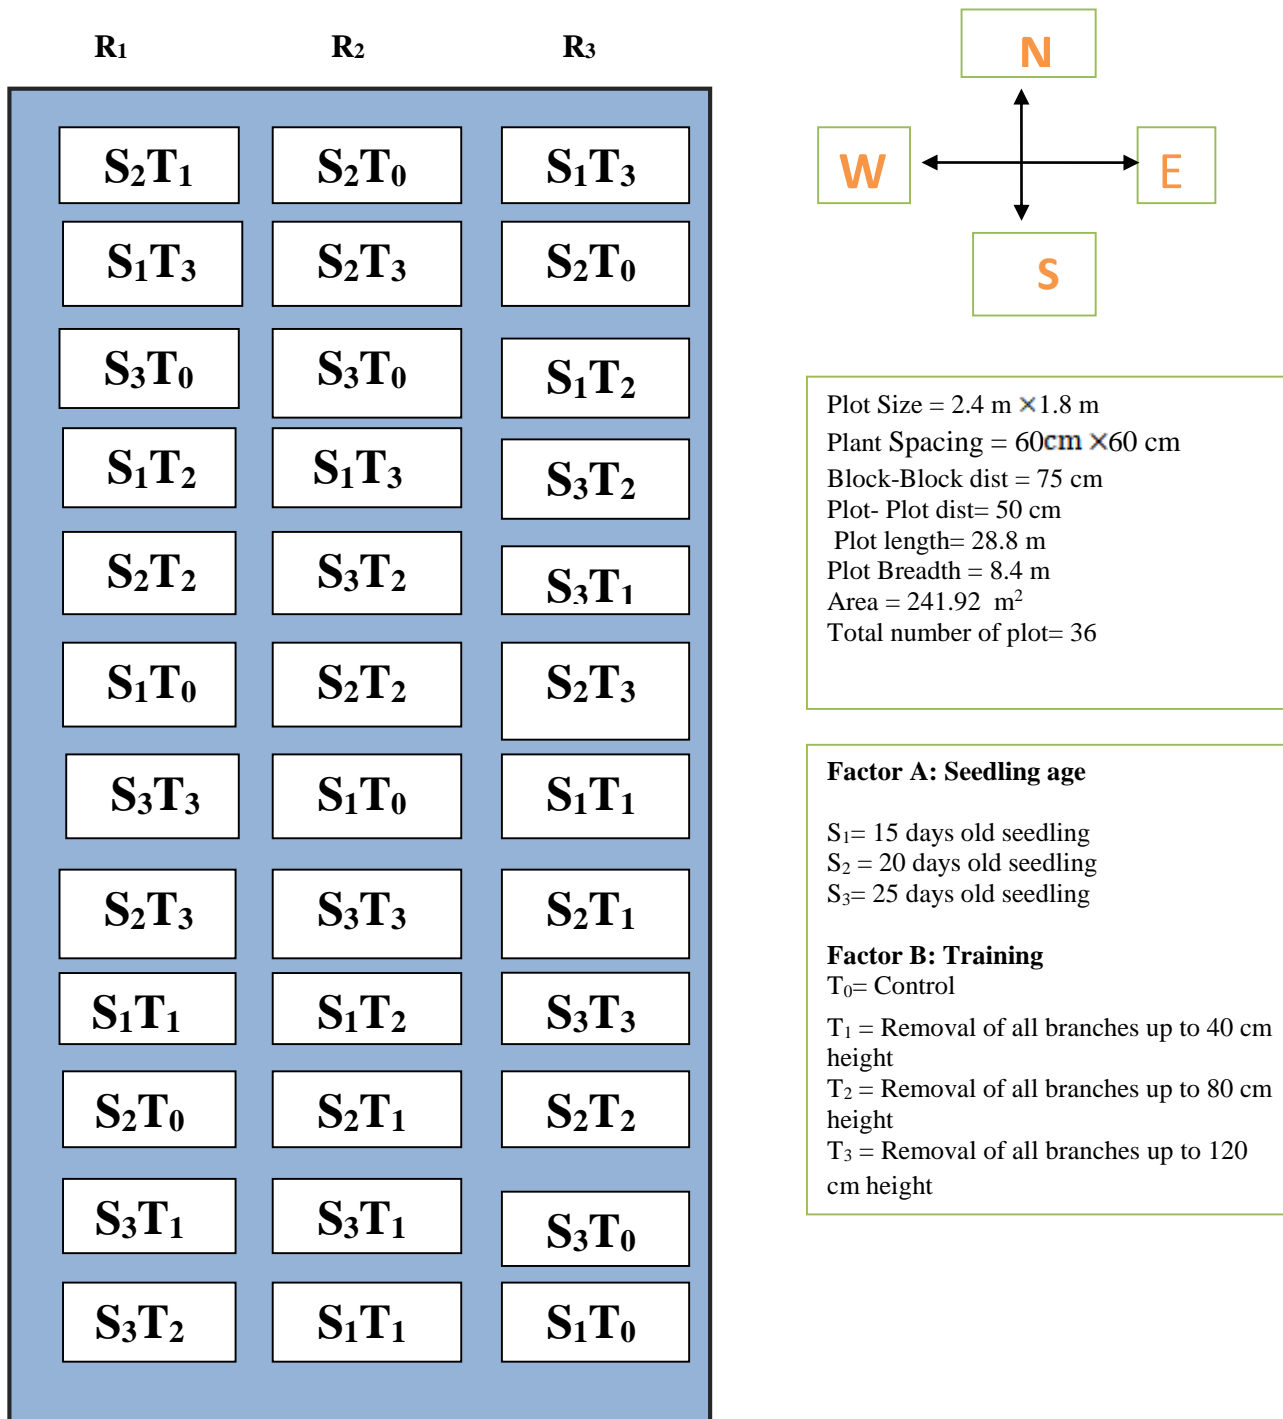 R₁ R₂ R₃
S₂T₁ S₂T₀ S₁T₃
S₁T₃ S₂T₃ S₂T₀
S₃T₀ S₃T₀ S₁T₂
S₁T₂ S₁T₃ S₃T₂
S₂T₂ S₃T₂ S₃T₁
S₁T₀ S₂T₂ S₂T₃
S₃T₃ S₁T₀ S₁T₁
S₂T₃ S₃T₃ S₂T₁
S₁T₁ S₁T₂ S₃T₃
S₂T₀ S₂T₁ S₂T₂
S₃T₁ S₃T₁ S₃T₀
S₃T₂ S₁T₁ S₁T₀
N
W E
S
Plot Size = 2.4 m ×1.8 m
Plant Spacing = 60cm ×60 cm
Block-Block dist = 75 cm
Plot- Plot dist= 50 cm
Plot length= 28.8 m
Plot Breadth = 8.4 m
Area = 241.92 m²
Total number of plot= 36
Factor A: Seedling age
S₁= 15 days old seedling
S₂ = 20 days old seedling
S₃= 25 days old seedling
Factor B: Training
T₀= Control
T₁ = Removal of all branches up to 40 cm
height
T₂ = Removal of all branches up to 80 cm
height
T₃ = Removal of all branches up to 120
cm height